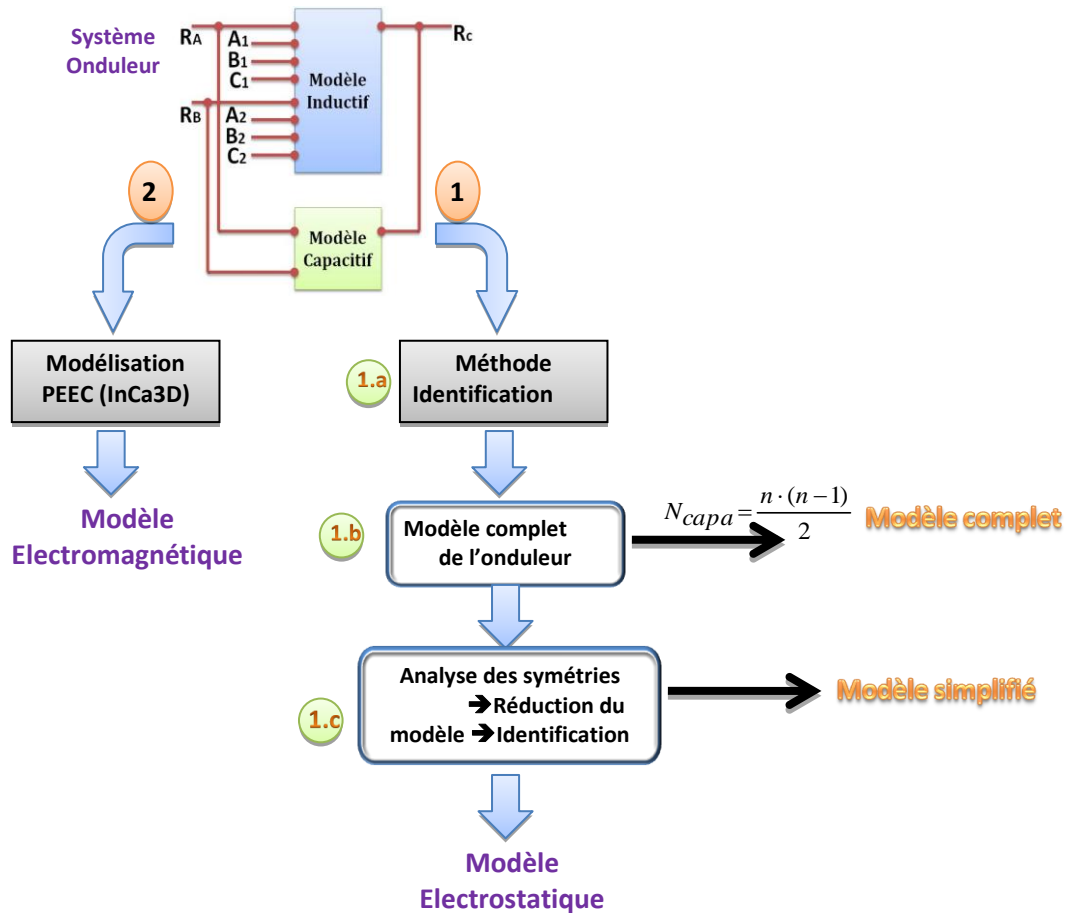 Système
Onduleur
RA
A1
B1
C1
RB
A2
B2
C2
Modèle
Inductif
Rc
2
1
Modèle
Capacitif
Modélisation
PEEC (InCa3D)
1.a
Méthode
Identification
Modèle
Electromagnétique
1.b
Modèle complet
de l'onduleur
N_capa = n·(n−1)/2
Modèle complet
1.c
Analyse des symétries
➔Réduction du
modèle ➔Identification
Modèle simplifié
Modèle
Electrostatique